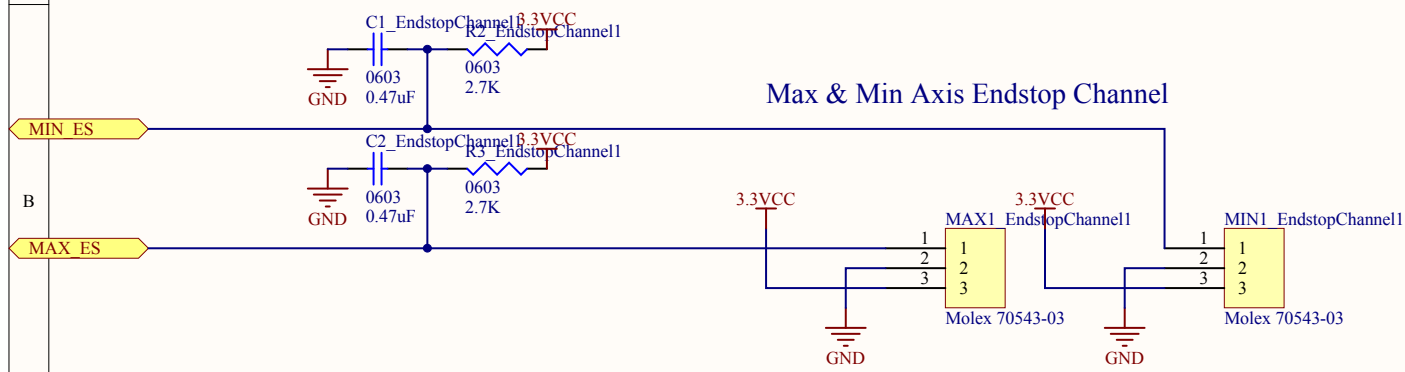 C1_EndstopChannel1
3.3VCC
R2_EndstopChannel1
0603
0.47uF
0603
2.7K
GND
Max & Min Axis Endstop Channel
MIN_ES
C2_EndstopChannel1
3.3VCC
R3_EndstopChannel1
0603
0.47uF
0603
2.7K
GND
B
MAX_ES
3.3VCC
MAX1_EndstopChannel1
1 1
2 2
3 3
Molex 70543-03
GND
3.3VCC
MIN1_EndstopChannel1
1 1
2 2
3 3
Molex 70543-03
GND